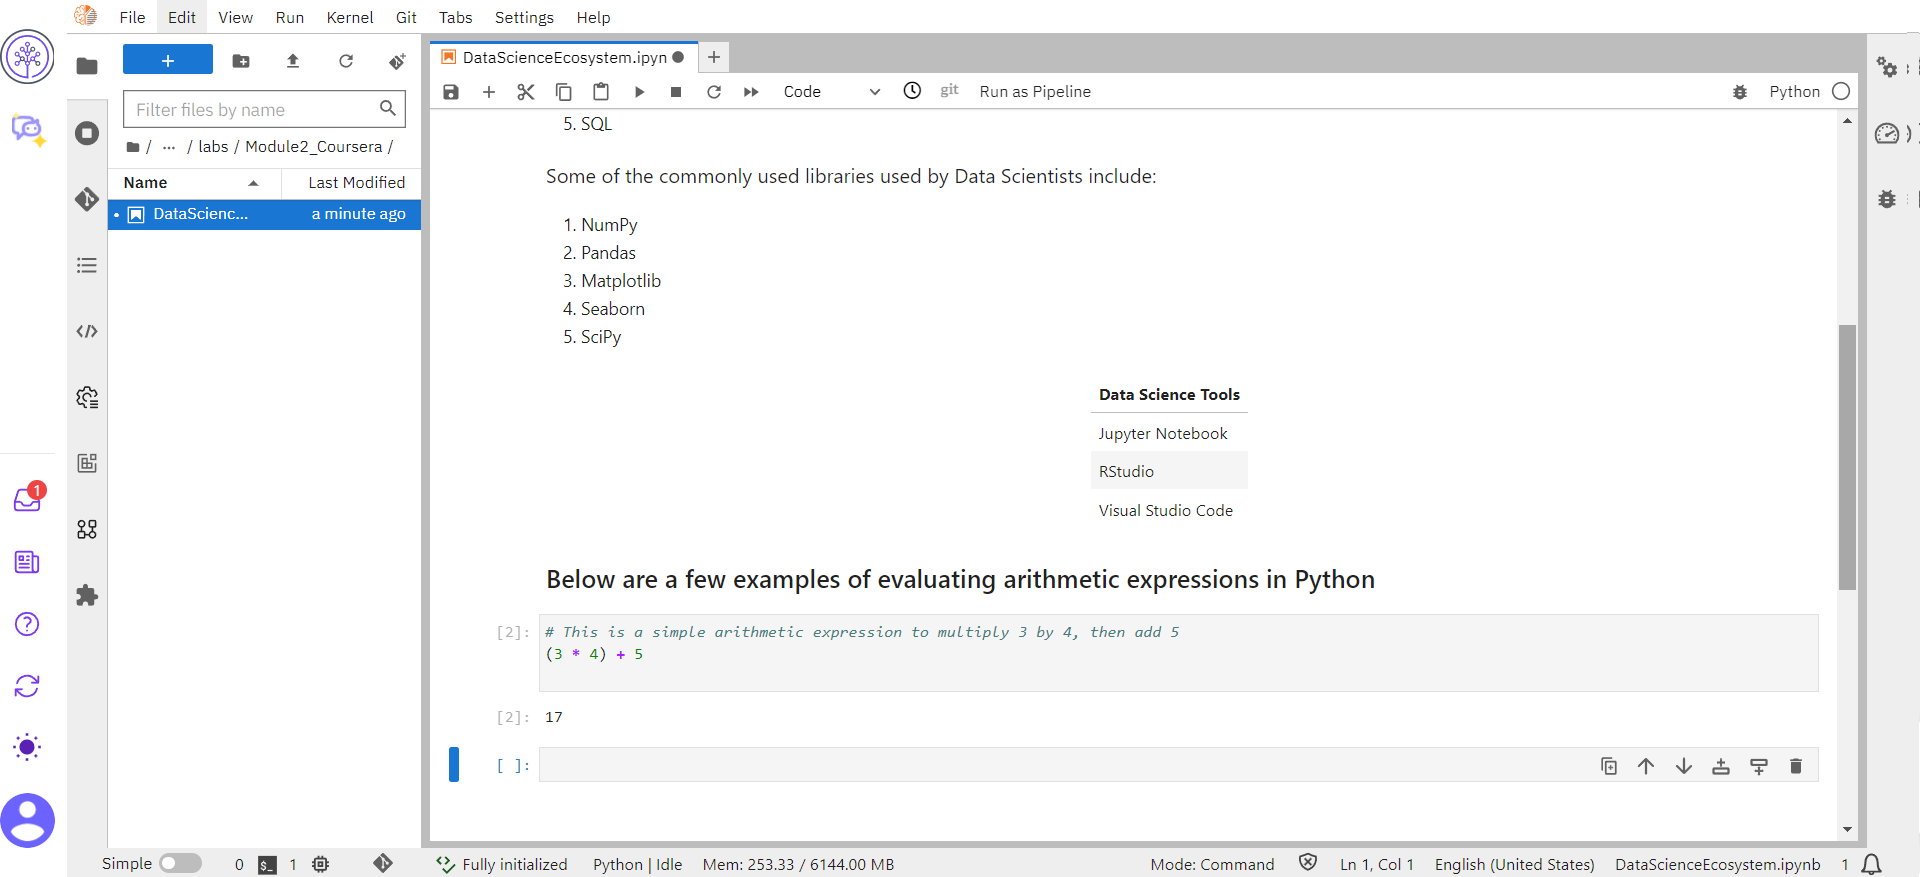 File Edit View Run Kernel Git Tabs Settings Help
DataScienceEcosystem.ipyn
Filter files by name
/ ··· / labs / Module2_Coursera /
Name Last Modified
DataScienc... a minute ago
Code git Run as Pipeline Python
5. SQL
Some of the commonly used libraries used by Data Scientists include:
1. NumPy
2. Pandas
3. Matplotlib
4. Seaborn
5. SciPy
Data Science Tools
Jupyter Notebook
RStudio
Visual Studio Code
Below are a few examples of evaluating arithmetic expressions in Python
[2]: # This is a simple arithmetic expression to multiply 3 by 4, then add 5
(3 * 4) + 5
[2]: 17
[ ]:
1
Simple 0 $_ 1 Fully initialized Python | Idle Mem: 253.33 / 6144.00 MB Mode: Command Ln 1, Col 1 English (United States) DataScienceEcosystem.ipynb 1